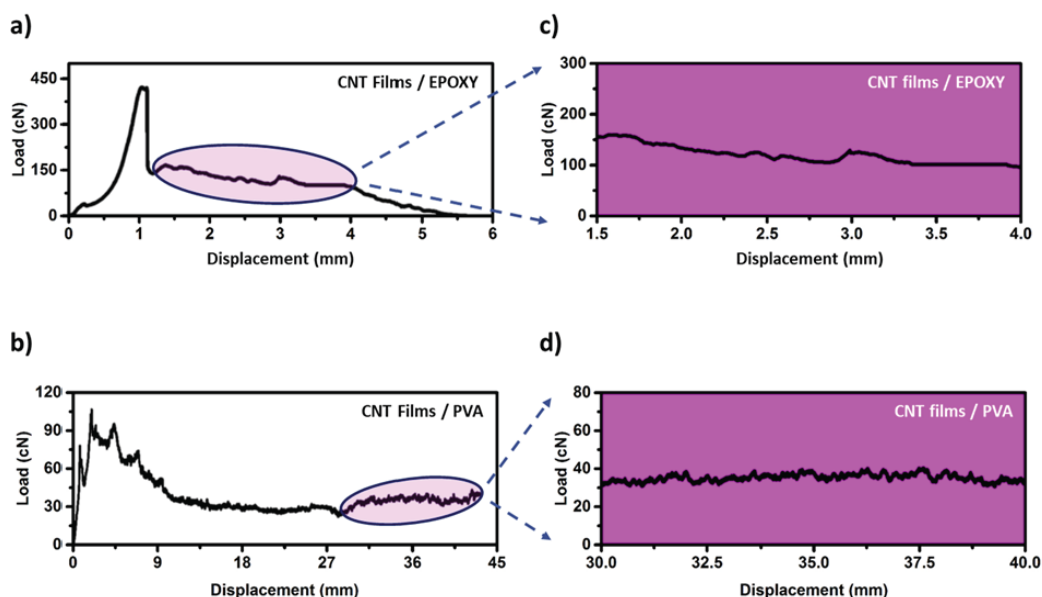 a)
CNT Films / EPOXY
Load (cN)
450
300
150
0
0 1 2 3 4 5 6
Displacement (mm)
c)
CNT films / EPOXY
Load (cN)
300
200
100
0
1.5 2.0 2.5 3.0 3.5 4.0
Displacement (mm)
b)
CNT Films / PVA
Load (cN)
120
90
60
30
0
0 9 18 27 36 45
Displacement (mm)
d)
CNT films / PVA
Load (cN)
80
60
40
20
0
30.0 32.5 35.0 37.5 40.0
Displacement (mm)